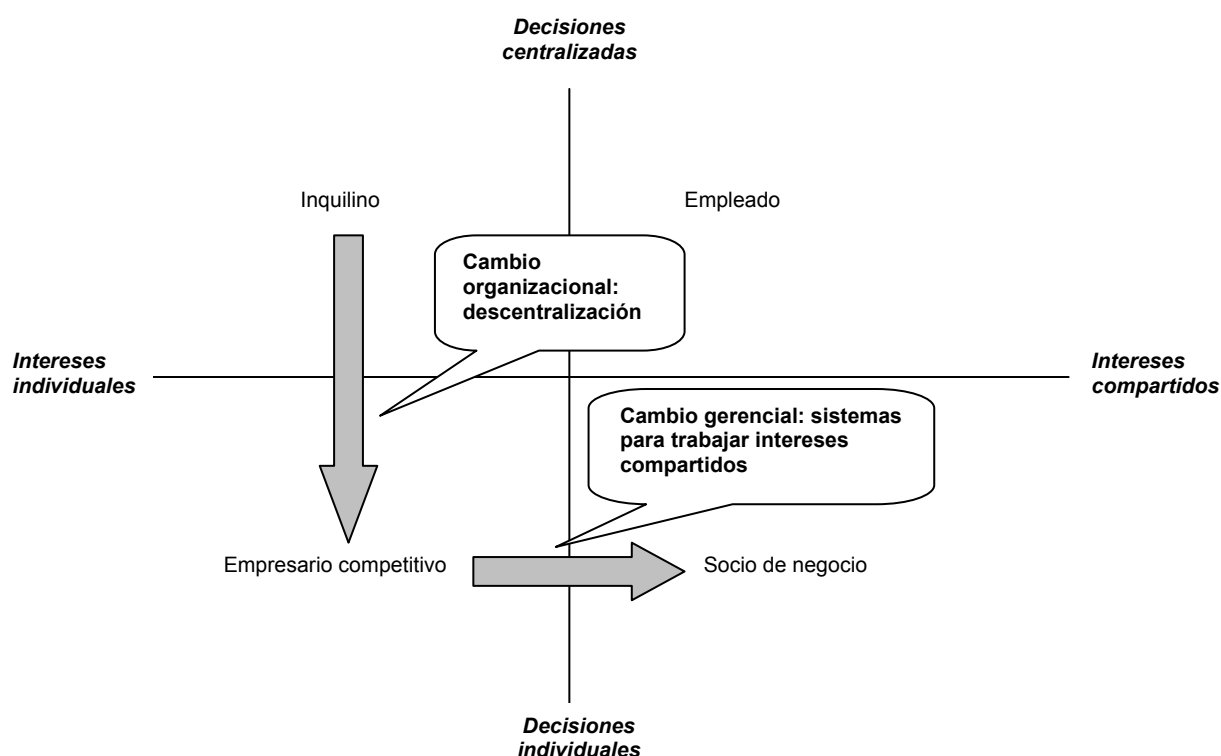 Decisiones
centralizadas
Inquilino
Empleado
Cambio
organizacional:
descentralización
Intereses
individuales
Intereses
compartidos
Cambio gerencial: sistemas
para trabajar intereses
compartidos
Empresario competitivo
Socio de negocio
Decisiones
individuales